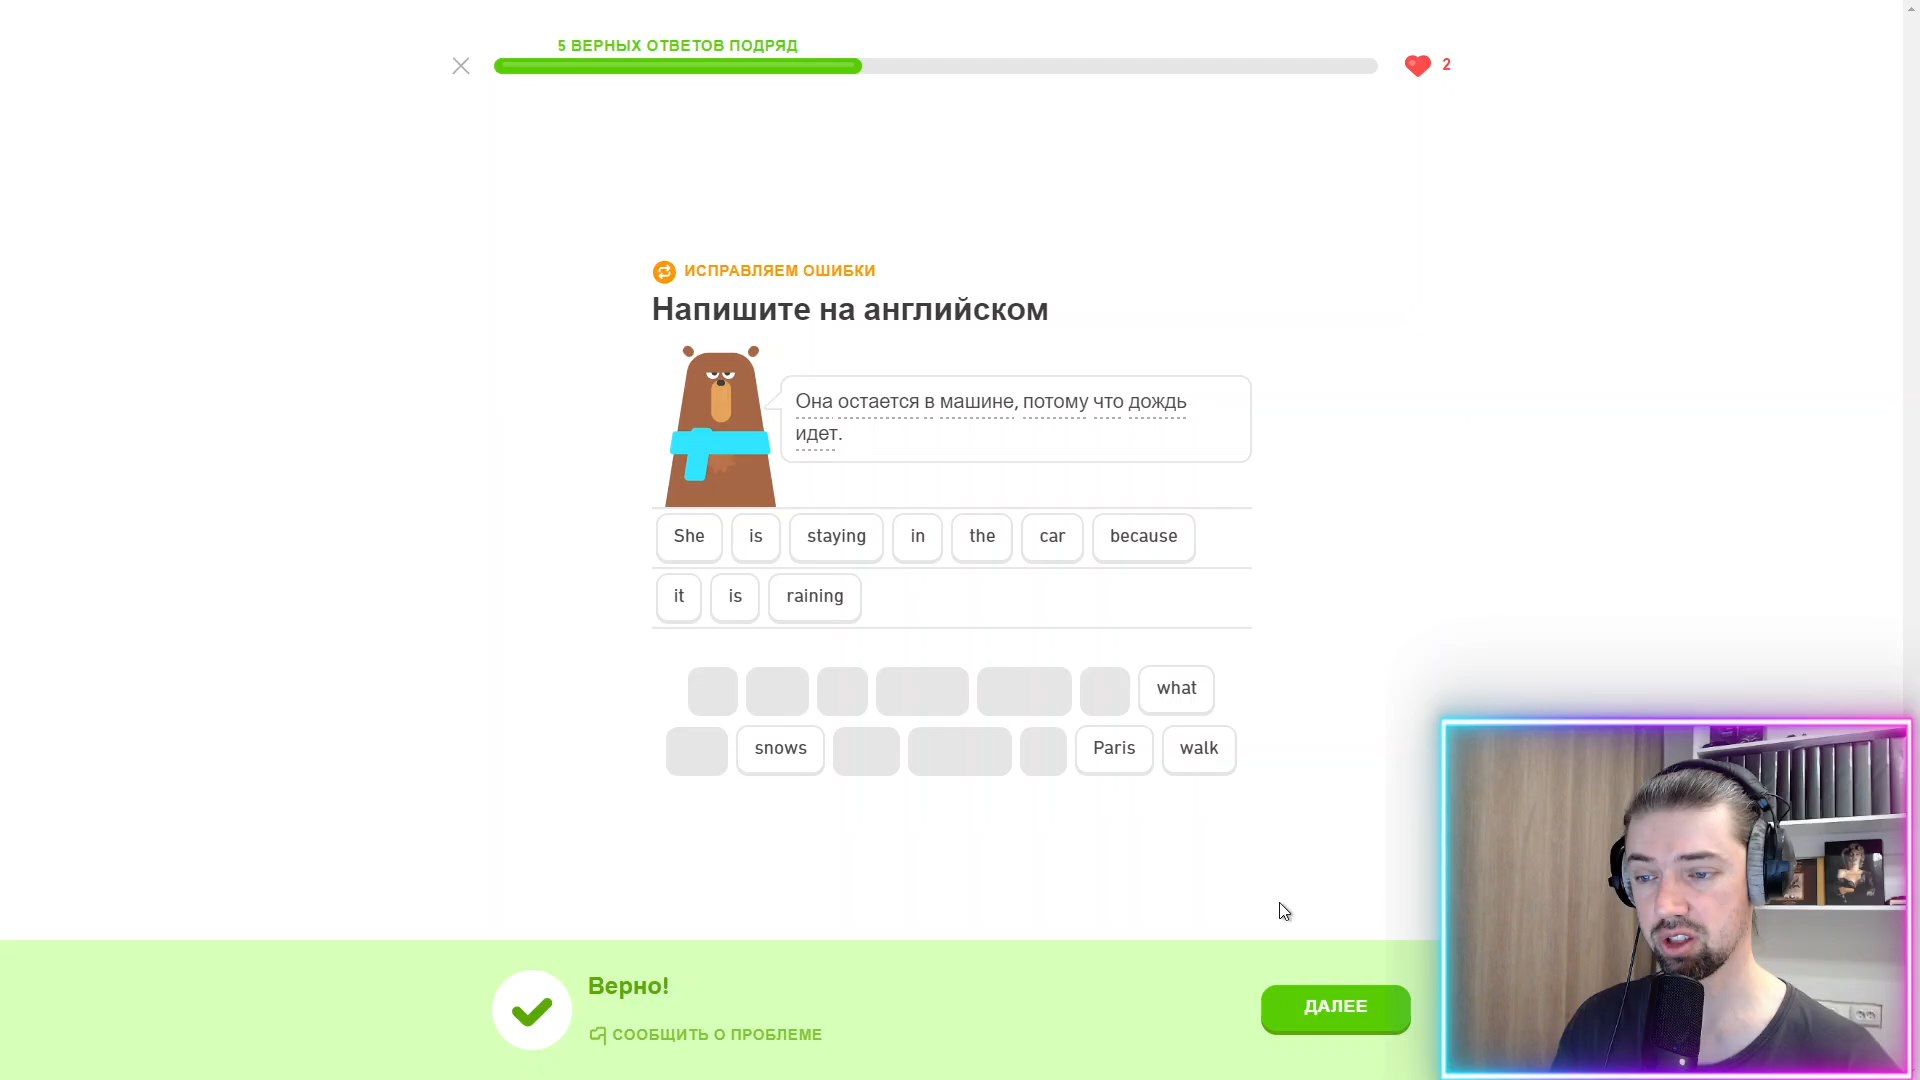 5 ВЕРНЫХ ОТВЕТОВ ПОДРЯД
2
ИСПРАВЛЯЕМ ОШИБКИ
Напишите на английском
Она остается в машине, потому что дождь
идет.
She is staying in the car because
it is raining
what
snows Paris walk
Верно!
СООБЩИТЬ О ПРОБЛЕМЕ
ДАЛЕЕ